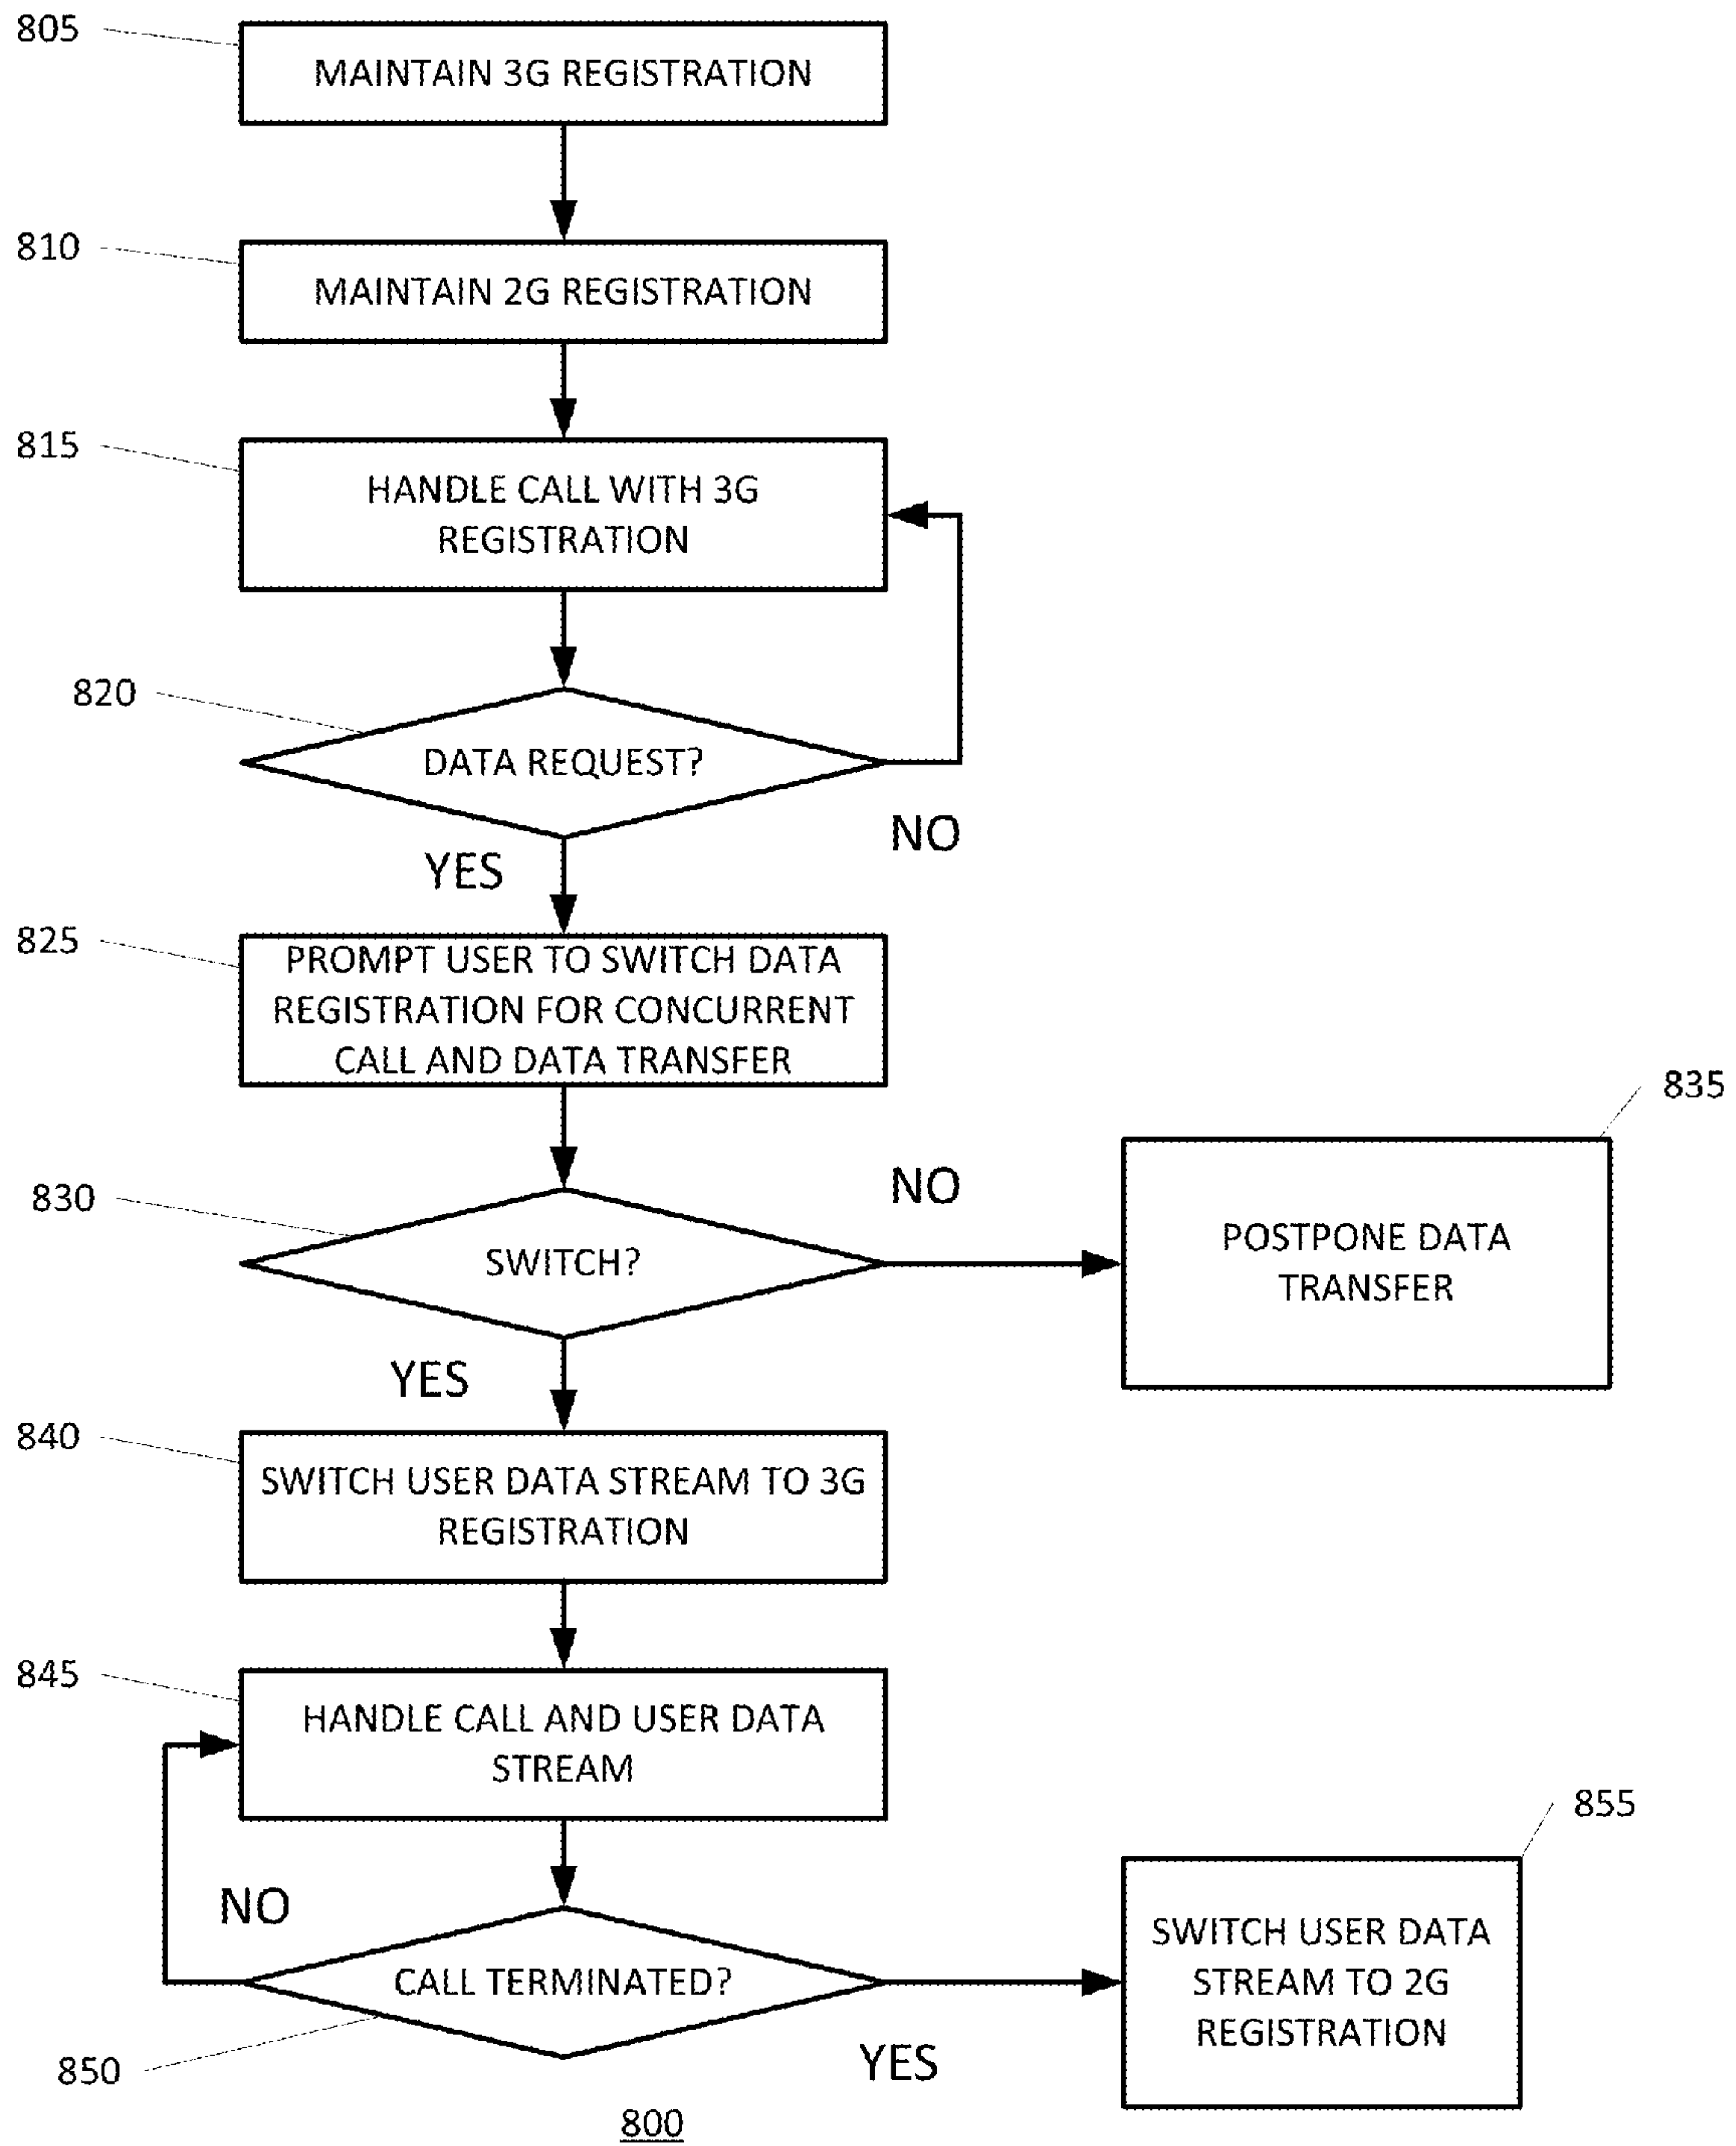 805
MAINTAIN 3G REGISTRATION
810
MAINTAIN 2G REGISTRATION
815
HANDLE CALL WITH 3G
REGISTRATION
820
DATA REQUEST?
NO
YES
825
PROMPT USER TO SWITCH DATA
REGISTRATION FOR CONCURRENT
CALL AND DATA TRANSFER
830
SWITCH?
NO
835
POSTPONE DATA
TRANSFER
YES
840
SWITCH USER DATA STREAM TO 3G
REGISTRATION
845
HANDLE CALL AND USER DATA
STREAM
NO
850
CALL TERMINATED?
YES
855
SWITCH USER DATA
STREAM TO 2G
REGISTRATION
800